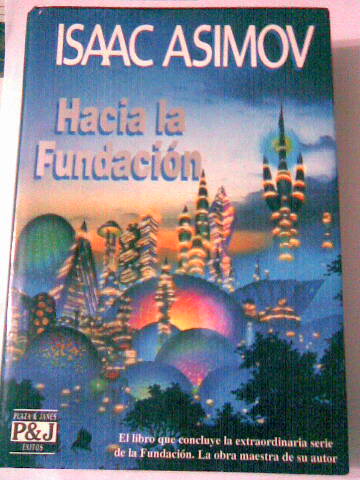 ISAAC ASIMOV
Hacia la
Fundación
PLAZA & JANES
P&J
EXITOS
El libro que concluye la extraordinaria serie
de la Fundación. La obra maestra de su autor